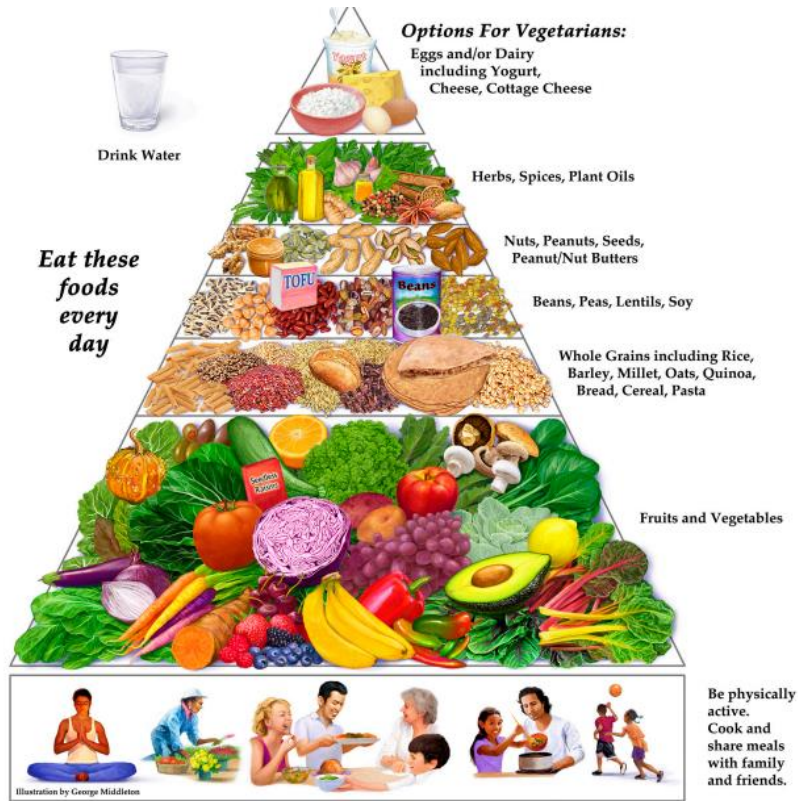 Options For Vegetarians:
Eggs and/or Dairy
including Yogurt,
Cheese, Cottage Cheese
Yogurt
Drink Water
Herbs, Spices, Plant Oils
Eat these
foods
every
day
Nuts, Peanuts, Seeds,
Peanut/Nut Butters
TOFU
Beans
Beans, Peas, Lentils, Soy
Whole Grains including Rice,
Barley, Millet, Oats, Quinoa,
Bread, Cereal, Pasta
Seedless
Raisins
Fruits and Vegetables
Be physically
active.
Cook and
share meals
with family
and friends.
Illustration by George Middleton